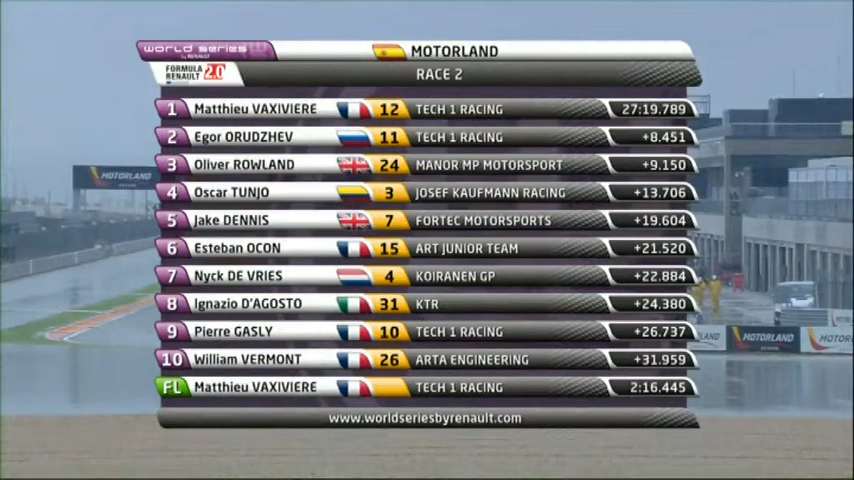 world series by RENAULT MOTORLAND
FORMULA RENAULT 2.0 RACE 2
1 Matthieu VAXIVIERE 12 TECH 1 RACING 27:19.789
2 Egor ORUDZHEV 11 TECH 1 RACING +8.451
3 Oliver ROWLAND 24 MANOR MP MOTORSPORT +9.150
4 Oscar TUNJO 3 JOSEF KAUFMANN RACING +13.706
5 Jake DENNIS 7 FORTEC MOTORSPORTS +19.604
6 Esteban OCON 15 ART JUNIOR TEAM +21.520
7 Nyck DE VRIES 4 KOIRANEN GP +22.884
8 Ignazio D'AGOSTO 31 KTR +24.380
9 Pierre GASLY 10 TECH 1 RACING +26.737
10 William VERMONT 26 ARTA ENGINEERING +31.959
FL Matthieu VAXIVIERE TECH 1 RACING 2:16.445
www.worldseriesbyrenault.com
MOTORLAND
MOTORLAND